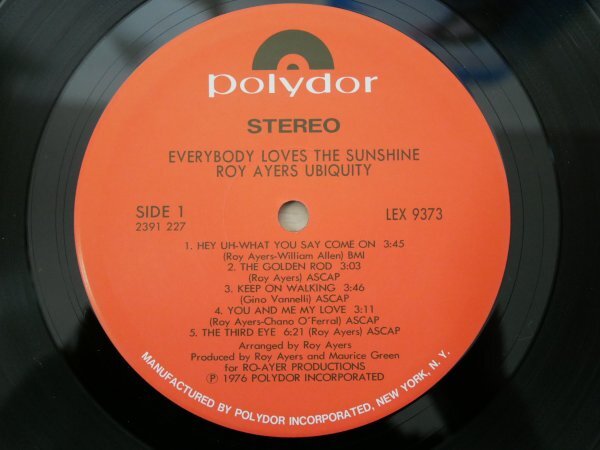 polydor
STEREO
EVERYBODY LOVES THE SUNSHINE
ROY AYERS UBIQUITY
SIDE 1
2391 227
LEX 9373
1. HEY UH-WHAT YOU SAY COME ON 3:45
(Roy Ayers-William Allen) BMI
2. THE GOLDEN ROD 3:03
(Roy Ayers) ASCAP
3. KEEP ON WALKING 3:46
(Gino Vannelli) ASCAP
4. YOU AND ME MY LOVE 3:11
(Roy Ayers-Chano O'Ferral) ASCAP
5. THE THIRD EYE 6:21 (Roy Ayers) ASCAP
Arranged by Roy Ayers
Produced by Roy Ayers and Maurice Green
for RO-AYER PRODUCTIONS
Ⓟ 1976 POLYDOR INCORPORATED
MANUFACTURED BY POLYDOR INCORPORATED, NEW YORK, N. Y.